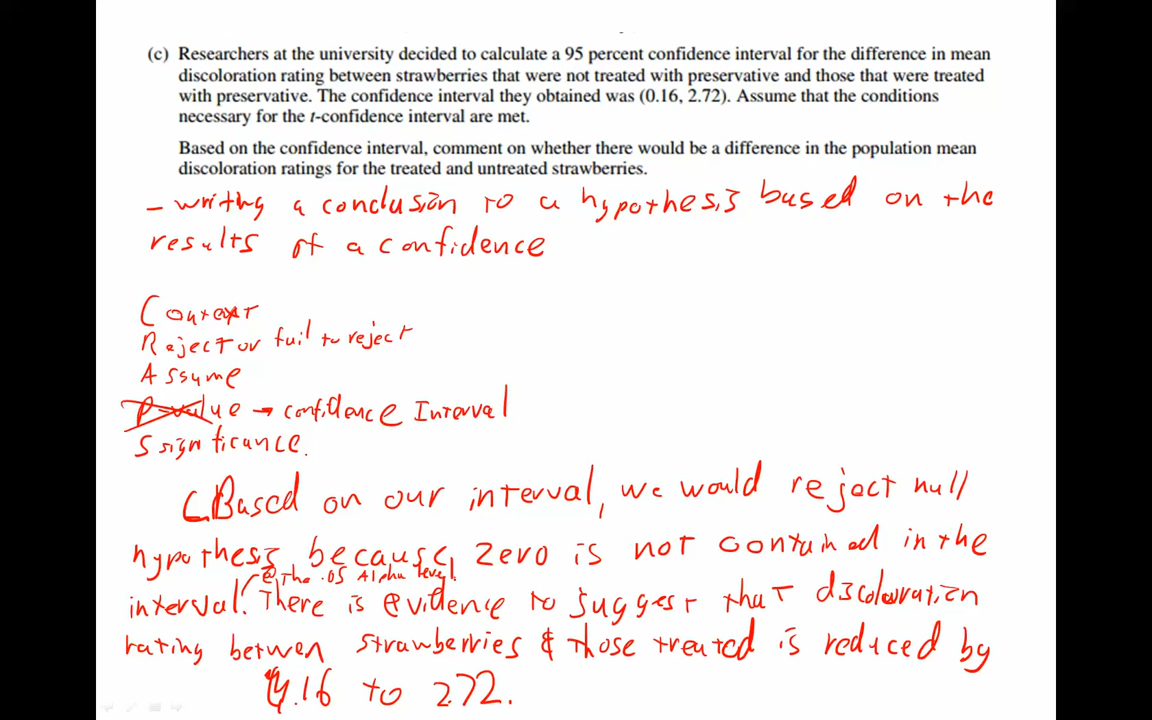 (c) Researchers at the university decided to calculate a 95 percent confidence interval for the difference in mean
discoloration rating between strawberries that were not treated with preservative and those that were treated
with preservative. The confidence interval they obtained was (0.16, 2.72). Assume that the conditions
necessary for the t-confidence interval are met.
Based on the confidence interval, comment on whether there would be a difference in the population mean
discoloration ratings for the treated and untreated strawberries.
- writing a conclusion to a hypothesis based on the
results of a confidence
Context
Reject or fail to reject
Assume
P-value → confidence Interval
Ssignificance.
C. Based on our interval, we would reject null
hypothesis because zero is not contained in the
@ the .05 Alpha level.
interval. There is evidence to suggest that discoloration
rating betwen strawberries & those treated is reduced by
.16 to 2.72.